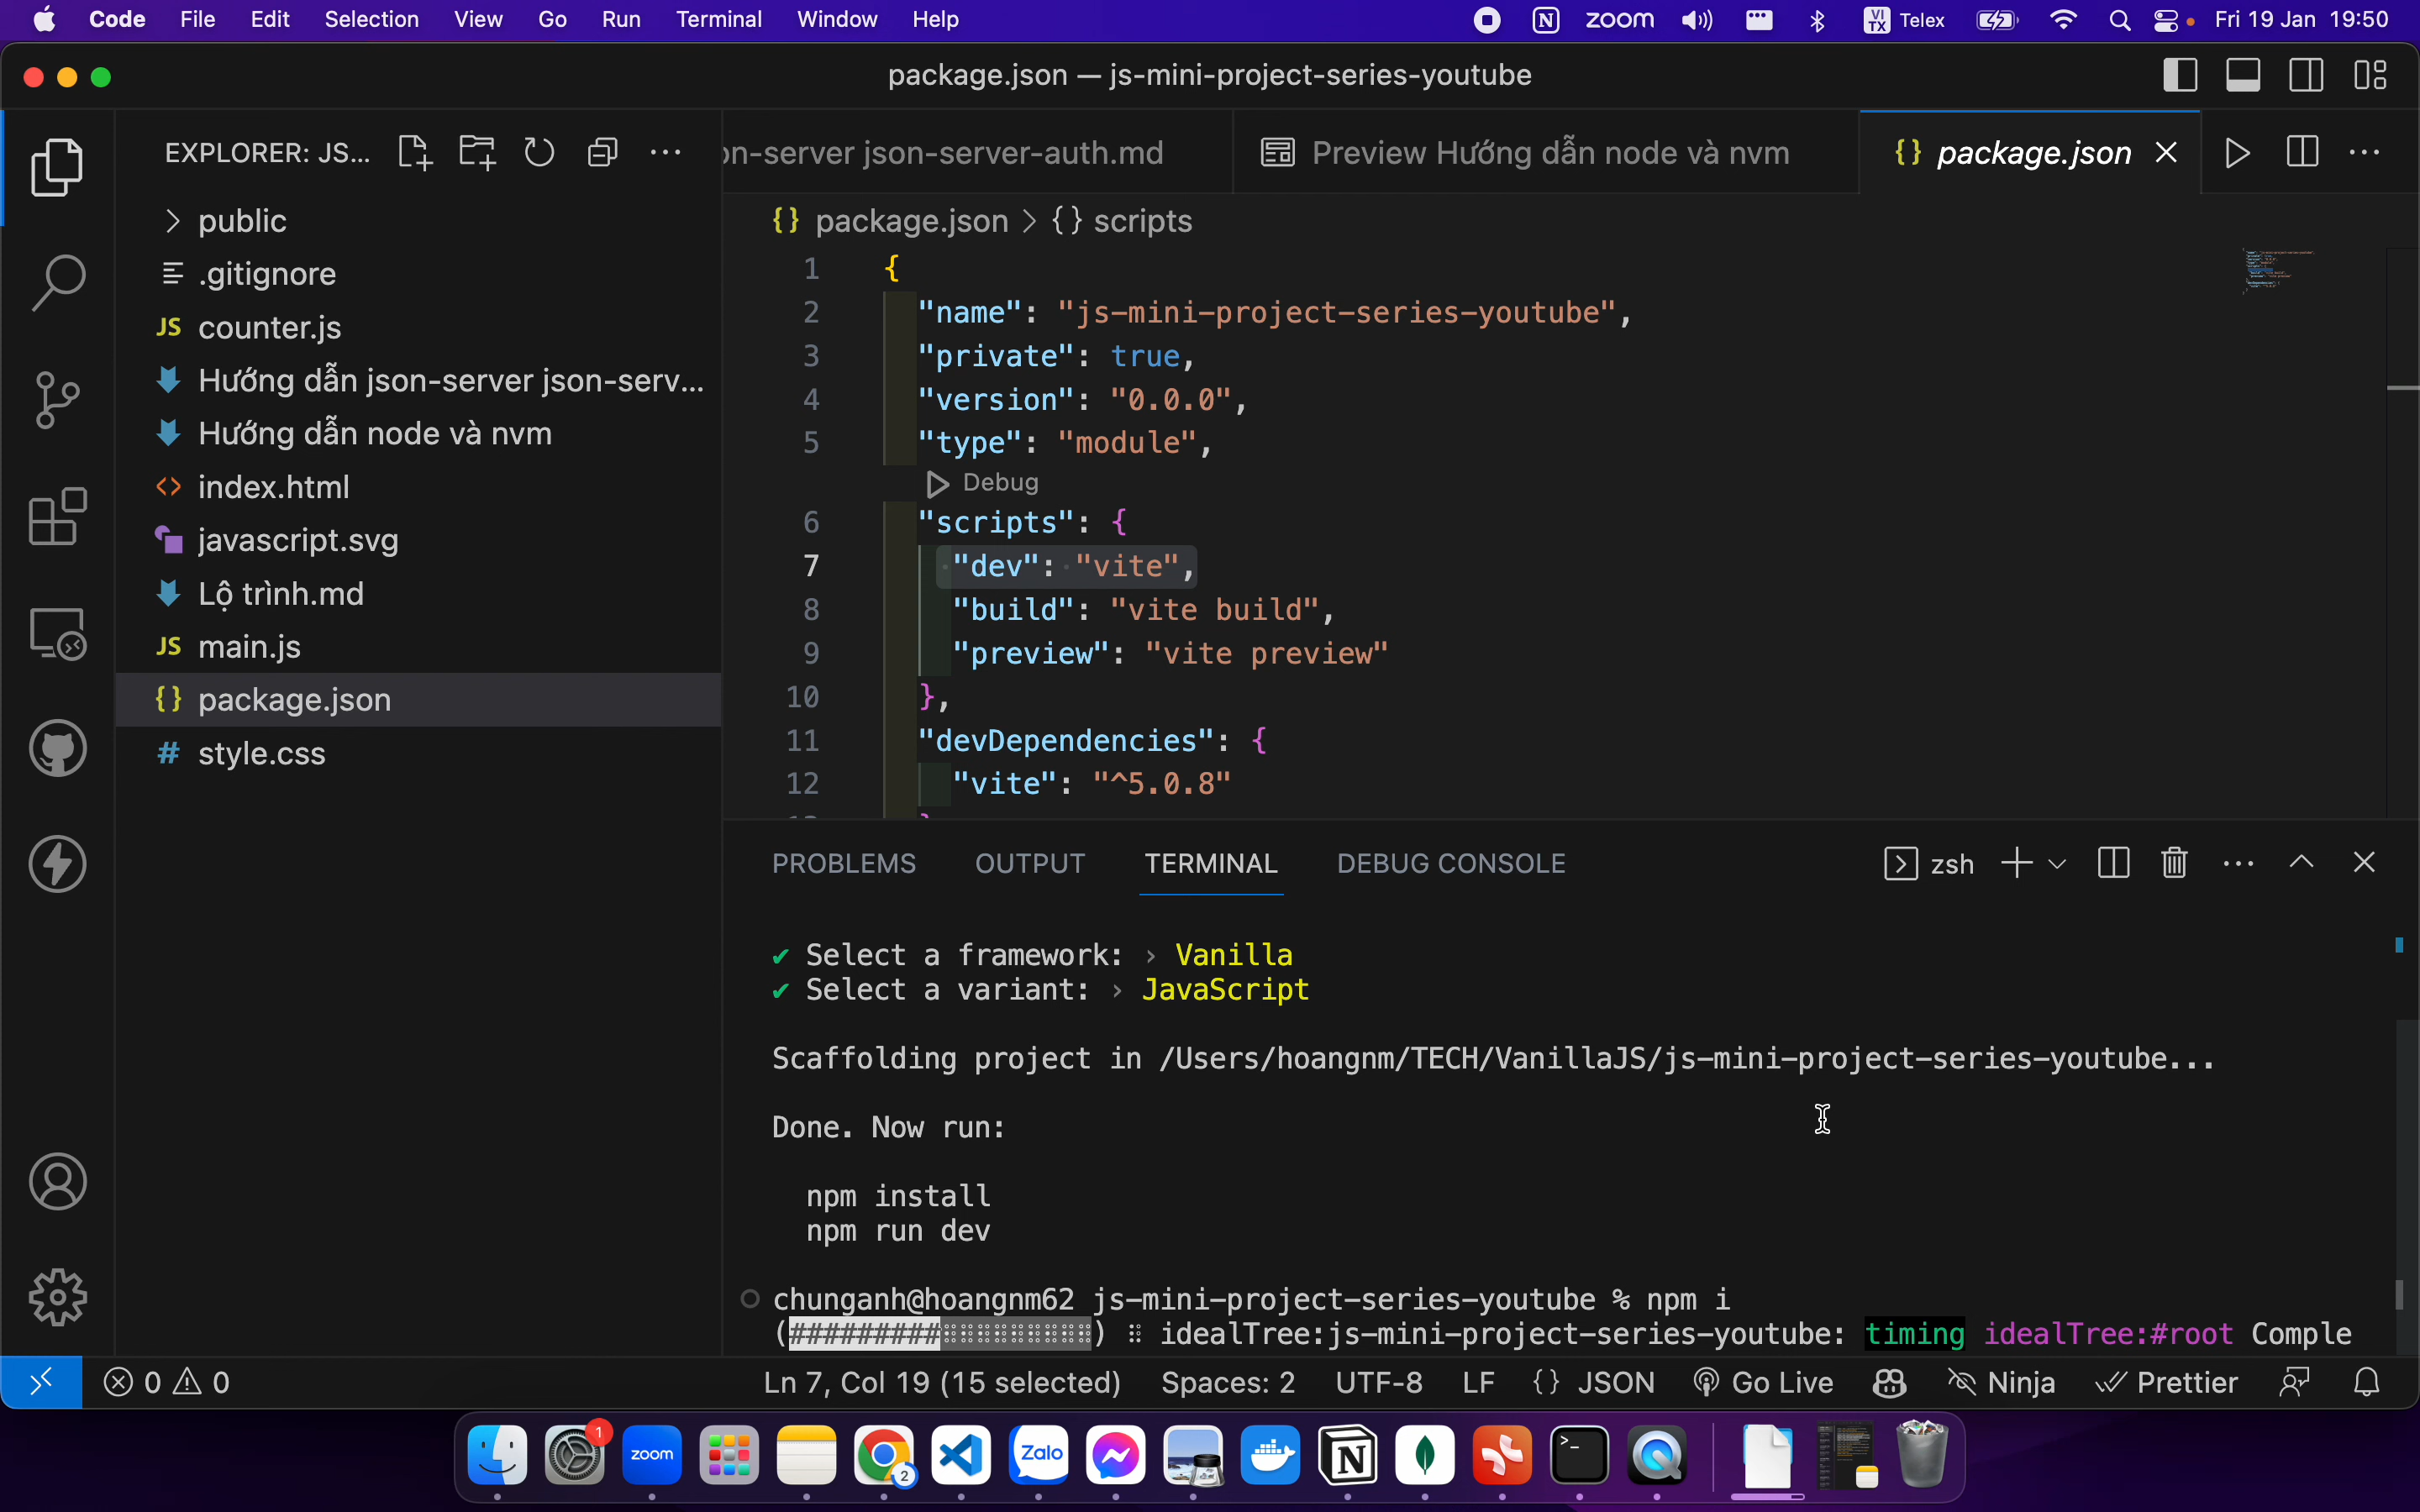 Code File Edit Selection View Go Run Terminal Window Help zoom VI TX Telex Fri 19 Jan 19:50
package.json — js-mini-project-series-youtube
EXPLORER: JS...
on-server json-server-auth.md
Preview Hướng dẫn node và nvm
{} package.json
public
.gitignore
JS counter.js
Hướng dẫn json-server json-serv...
Hướng dẫn node và nvm
<> index.html
javascript.svg
Lộ trình.md
JS main.js
{} package.json
# style.css
{} package.json > {} scripts
1 {
2 "name": "js-mini-project-series-youtube",
3 "private": true,
4 "version": "0.0.0",
5 "type": "module",
Debug
6 "scripts": {
7 "dev": "vite",
8 "build": "vite build",
9 "preview": "vite preview"
10 },
11 "devDependencies": {
12 "vite": "^5.0.8"
PROBLEMS OUTPUT TERMINAL DEBUG CONSOLE zsh
✔ Select a framework: › Vanilla
✔ Select a variant: › JavaScript
Scaffolding project in /Users/hoangnm/TECH/VanillaJS/js-mini-project-series-youtube...
Done. Now run:
npm install
npm run dev
chunganh@hoangnm62 js-mini-project-series-youtube % npm i
(#########⠂⠂⠂⠂⠂⠂⠂⠂⠂) ⠸ idealTree:js-mini-project-series-youtube: timing idealTree:#root Comple
0 0 Ln 7, Col 19 (15 selected) Spaces: 2 UTF-8 LF {} JSON Go Live Ninja Prettier
1
zoom
2
Zalo